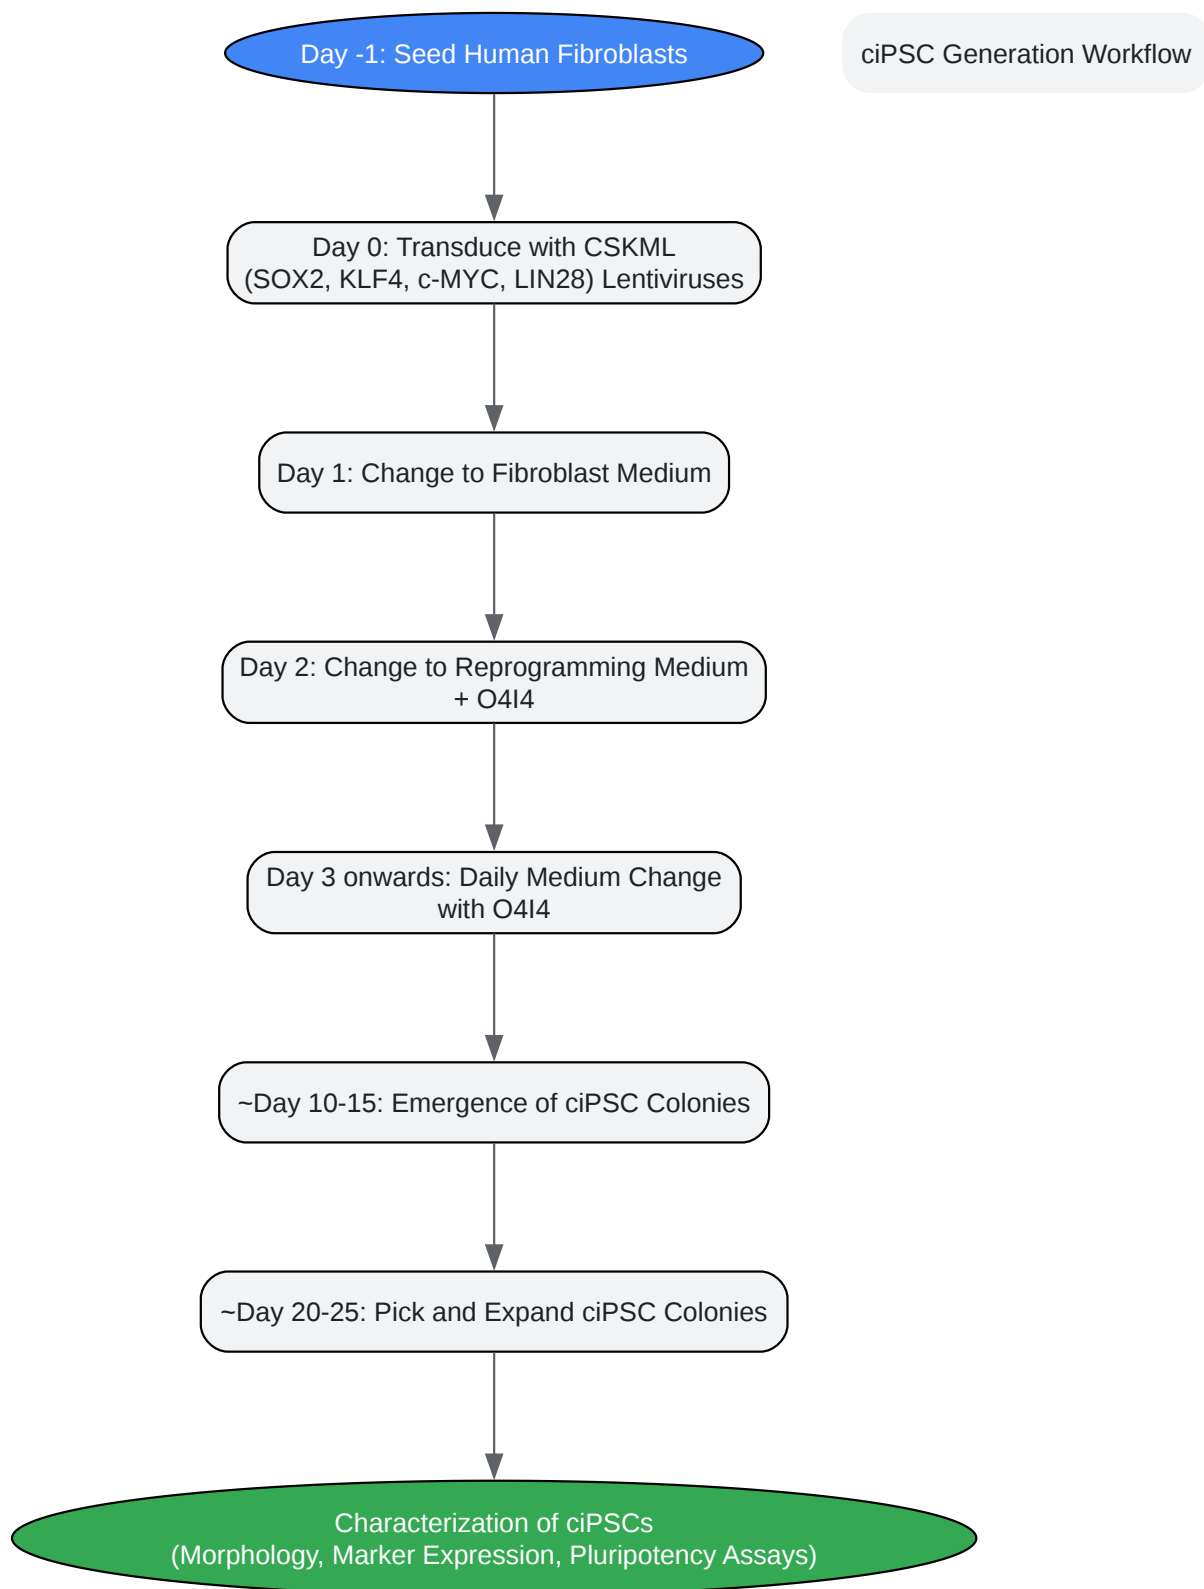 Day -1: Seed Human Fibroblasts
ciPSC Generation Workflow
Day 0: Transduce with CSKML
(SOX2, KLF4, c-MYC, LIN28) Lentiviruses
Day 1: Change to Fibroblast Medium
Day 2: Change to Reprogramming Medium
+ O4I4
Day 3 onwards: Daily Medium Change
with O4I4
~Day 10-15: Emergence of ciPSC Colonies
~Day 20-25: Pick and Expand ciPSC Colonies
Characterization of ciPSCs
(Morphology, Marker Expression, Pluripotency Assays)